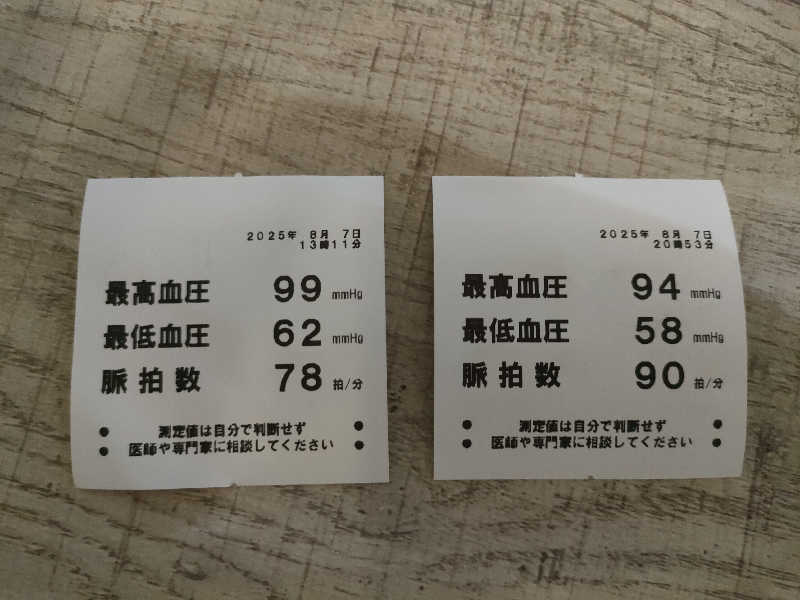 2025年 8月 7日
13時11分
最高血圧 99 mmHg
最低血圧 62 mmHg
脈拍数 78 拍/分
● 測定値は自分で判断せず ●
● 医師や専門家に相談してください ●
2025年 8月 7日
20時53分
最高血圧 94 mmHg
最低血圧 58 mmHg
脈拍数 90 拍/分
● 測定値は自分で判断せず ●
● 医師や専門家に相談してください ●